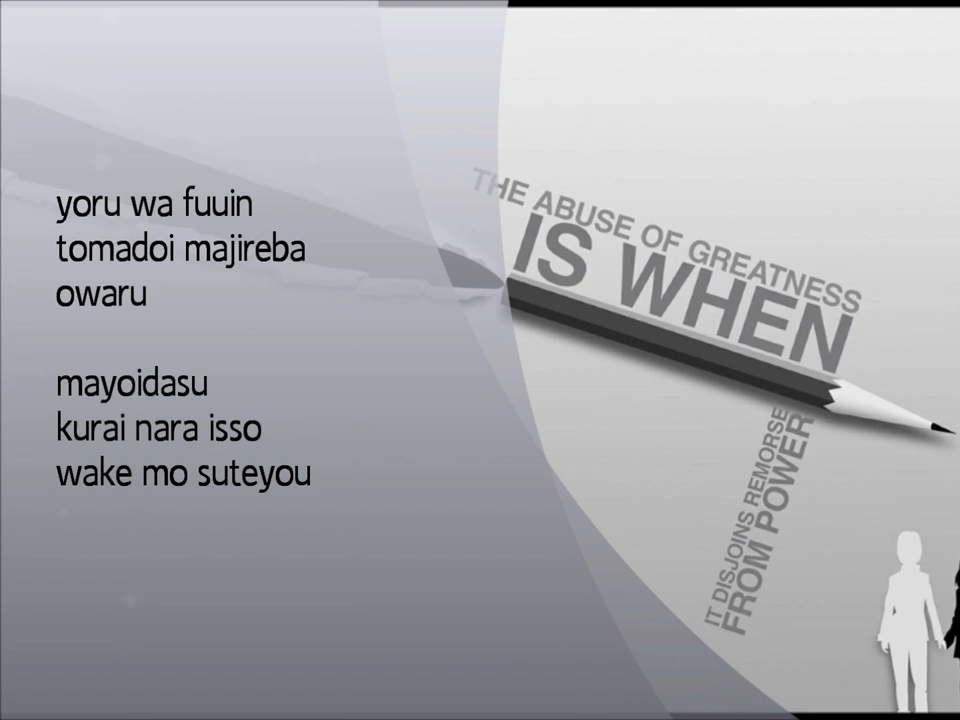 yoru wa fuuin
tomadoi majireba
owaru
mayoidasu
kurai nara isso
wake mo suteyou
THE ABUSE OF GREATNESS
IS WHEN
IT DISJOINS REMORSE
FROM POWER